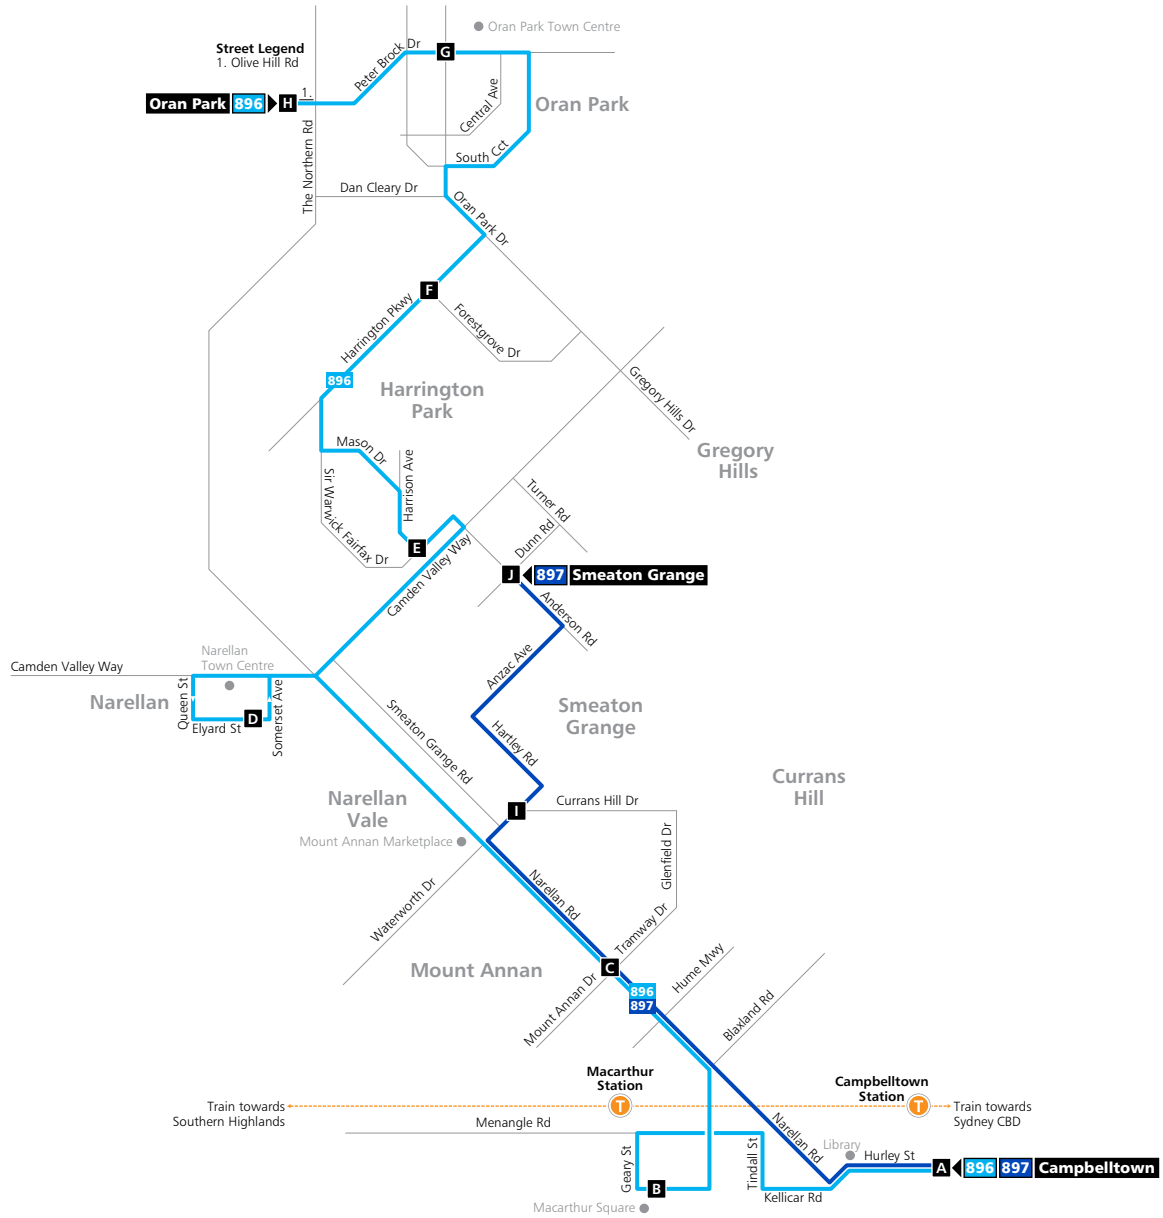 Oran Park Town Centre
Street Legend
1. Olive Hill Rd
Peter Brock Dr
G
Oran Park 896
H
1.
Central Ave
Oran Park
The Northern Rd
South Cct
Dan Cleary Dr
Oran Park Dr
F
Harrington Pkwy
Forestgrove Dr
896
Harrington
Park
Gregory Hills Dr
Gregory
Hills
Mason Dr
Harrison Ave
Sir Warwick Fairfax Dr
Turner Rd
Dunn Rd
E
Camden Valley Way
J
897 Smeaton Grange
Anderson Rd
Anzac Ave
Narellan
Town Centre
Camden Valley Way
Narellan
Queen St
Elyard St
D
Somerset Ave
Smeaton Grange Rd
Smeaton
Grange
Hartley Rd
Currans
Hill
Narellan
Vale
I
Currans Hill Dr
Mount Annan Marketplace
Glenfield Dr
Waterworth Dr
Narellan Rd
Tramway Dr
Mount Annan
C
Hume Mwy
896
897
Mount Annan Dr
Blaxland Rd
Macarthur
Station
T
Campbelltown
Station
T
Train towards
Southern Highlands
Train towards
Sydney CBD
Menangle Rd
Narellan Rd
Library
Hurley St
A
896 897 Campbelltown
Geary St
B
Tindall St
Kellicar Rd
Macarthur Square